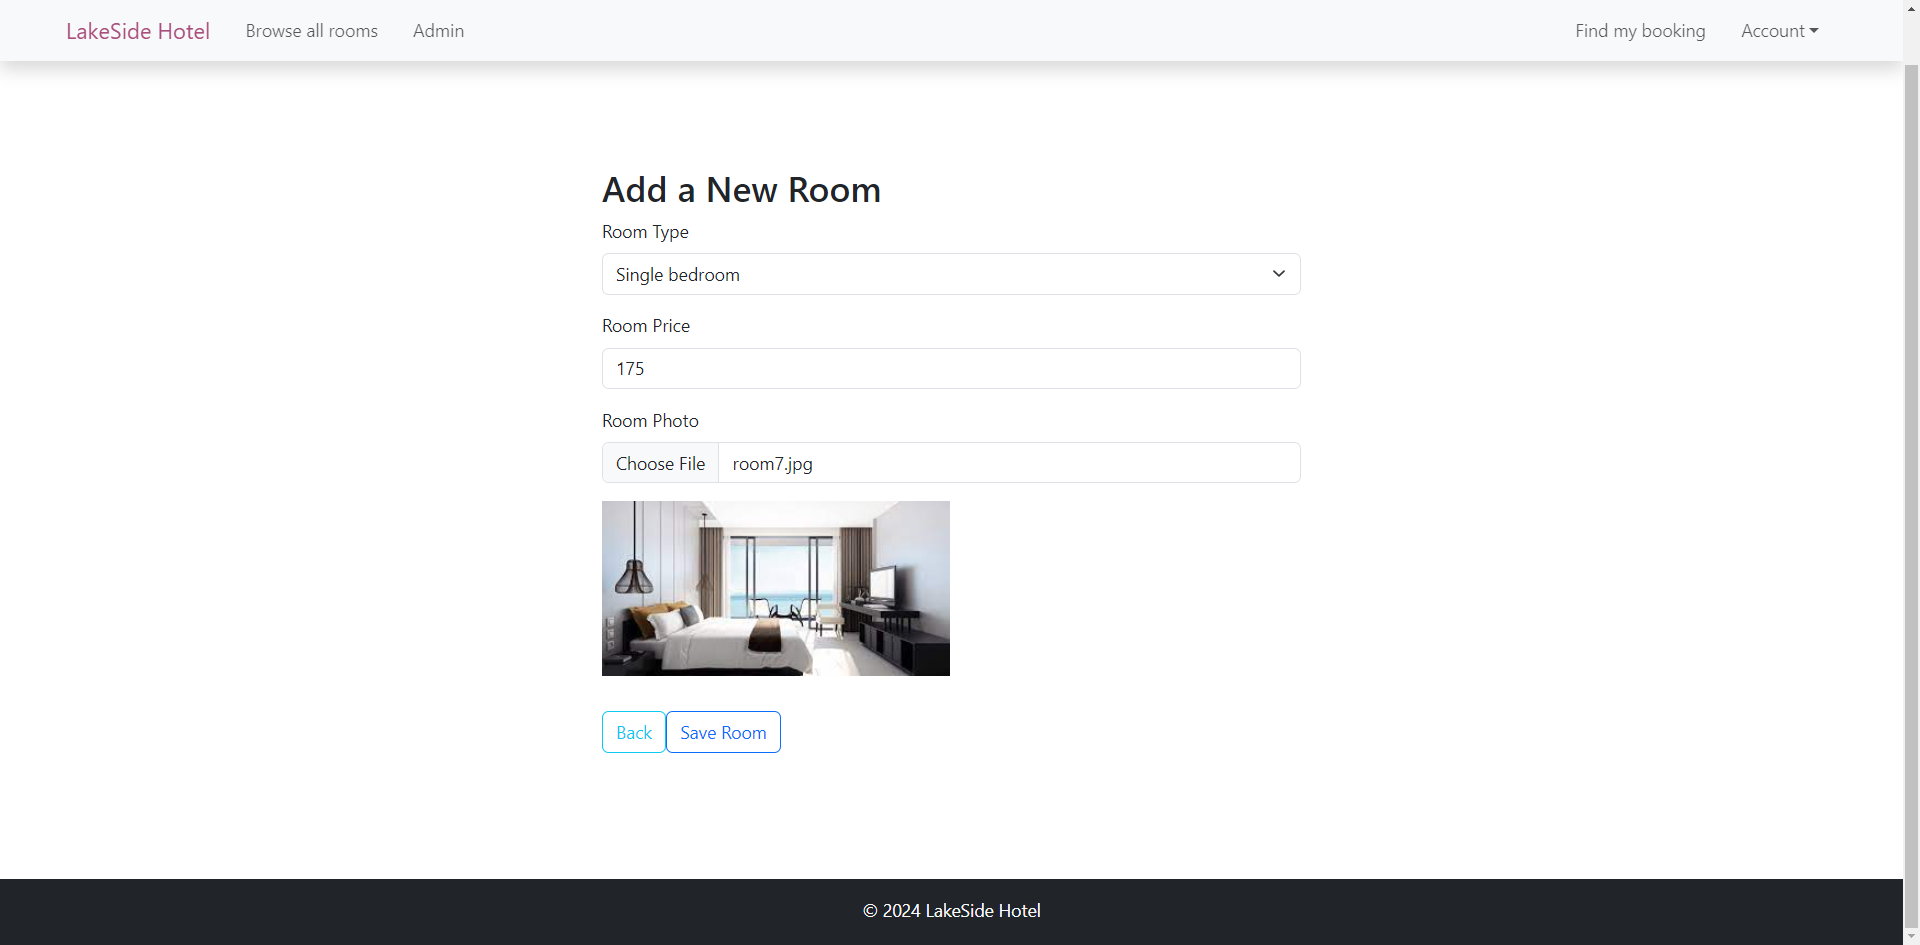 LakeSide Hotel Browse all rooms Admin Find my booking Account
Add a New Room
Room Type
Single bedroom
Room Price
175
Room Photo
Choose File room7.jpg
Back Save Room
© 2024 LakeSide Hotel